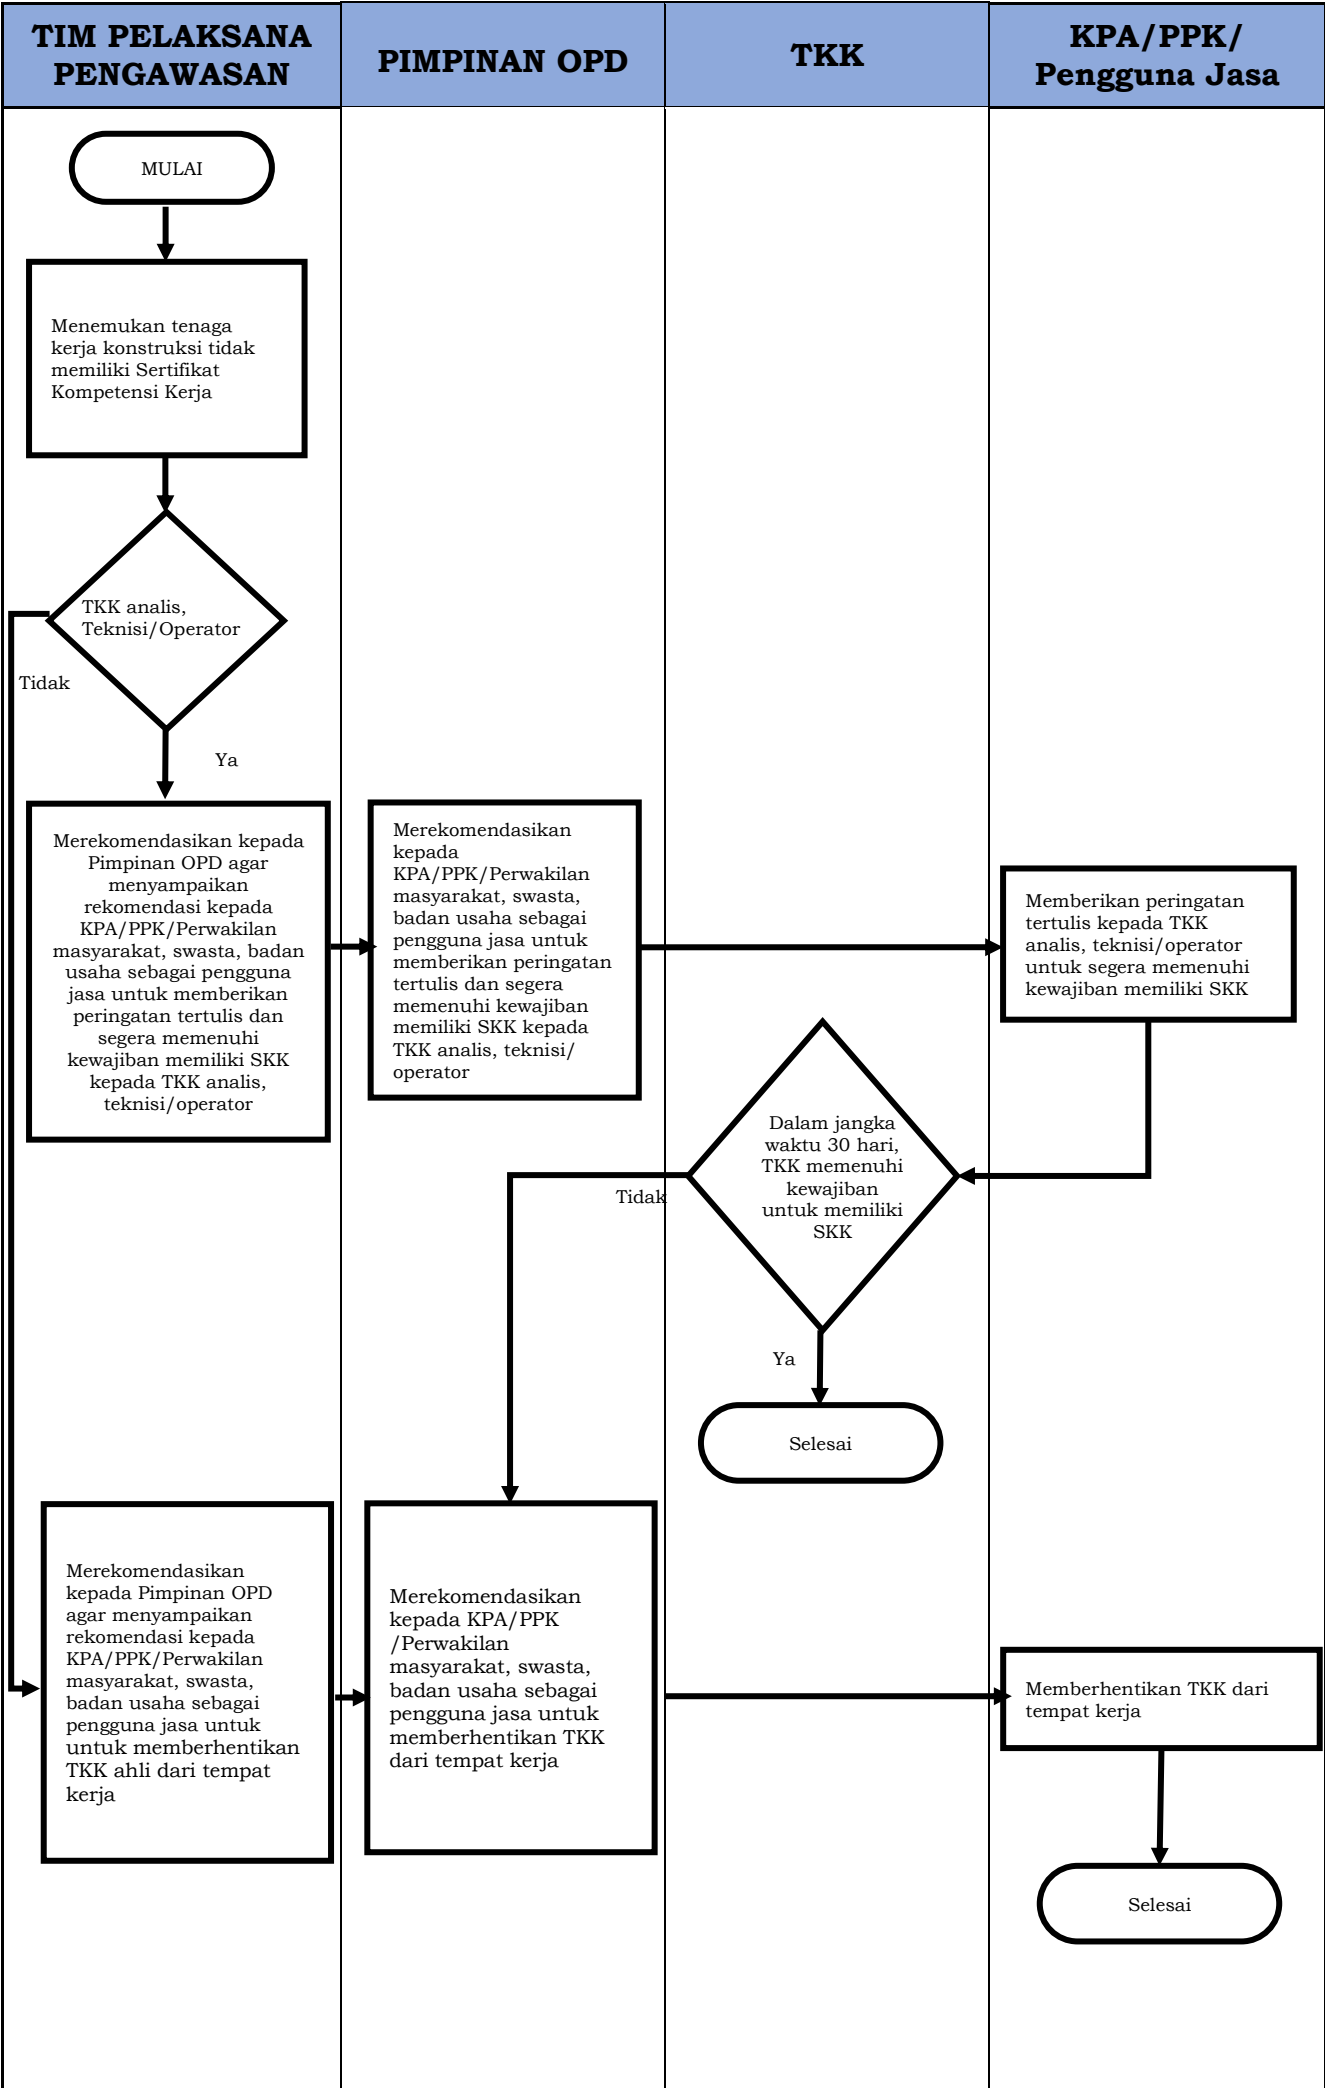 TIM PELAKSANA
PENGAWASAN
PIMPINAN OPD
TKK
KPA/PPK/
Pengguna Jasa
MULAI
Menemukan tenaga
kerja konstruksi tidak
memiliki Sertifikat
Kompetensi Kerja
TKK analis,
Teknisi/Operator
Tidak
Ya
Merekomendasikan kepada
Pimpinan OPD agar
menyampaikan
rekomendasi kepada
KPA/PPK/Perwakilan
masyarakat, swasta, badan
usaha sebagai pengguna
jasa untuk memberikan
peringatan tertulis dan
segera memenuhi
kewajiban memiliki SKK
kepada TKK analis,
teknisi/operator
Merekomendasikan
kepada
KPA/PPK/Perwakilan
masyarakat, swasta,
badan usaha sebagai
pengguna jasa untuk
memberikan peringatan
tertulis dan segera
memenuhi kewajiban
memiliki SKK kepada
TKK analis, teknisi/
operator
Memberikan peringatan
tertulis kepada TKK
analis, teknisi/operator
untuk segera memenuhi
kewajiban memiliki SKK
Dalam jangka
waktu 30 hari,
TKK memenuhi
kewajiban
untuk memiliki
SKK
Tidak
Ya
Selesai
Merekomendasikan
kepada Pimpinan OPD
agar menyampaikan
rekomendasi kepada
KPA/PPK/Perwakilan
masyarakat, swasta,
badan usaha sebagai
pengguna jasa untuk
untuk memberhentikan
TKK ahli dari tempat
kerja
Merekomendasikan
kepada KPA/PPK
/Perwakilan
masyarakat, swasta,
badan usaha sebagai
pengguna jasa untuk
memberhentikan TKK
dari tempat kerja
Memberhentikan TKK dari
tempat kerja
Selesai